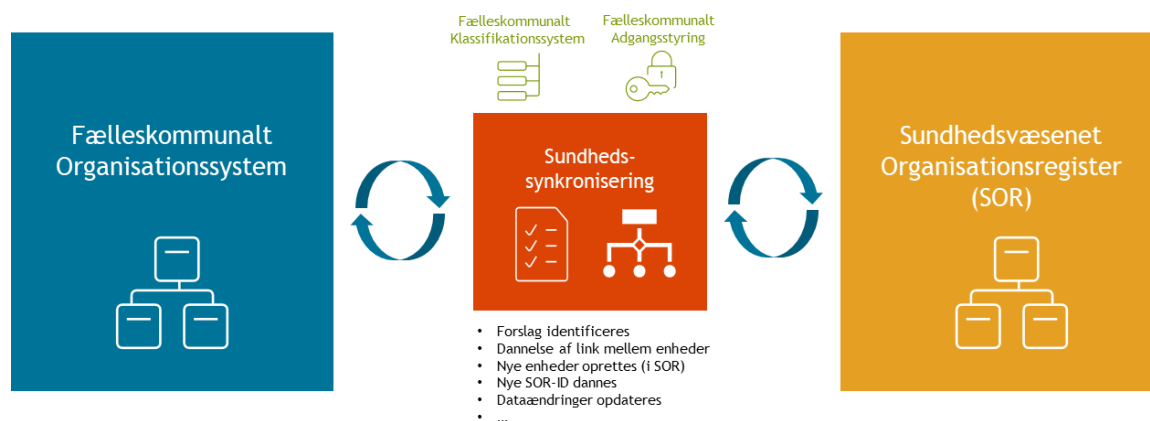 Fælleskommunalt
Klassifikationssystem
Fælleskommunalt
Adgangsstyring
Fælleskommunalt
Organisationssystem
Sundheds-
synkronisering
Sundhedsvæsenet
Organisationsregister
(SOR)
• Forslag identificeres
• Dannelse af link mellem enheder
• Nye enheder oprettes (i SOR)
• Nye SOR-ID dannes
• Dataændringer opdateres
• ...